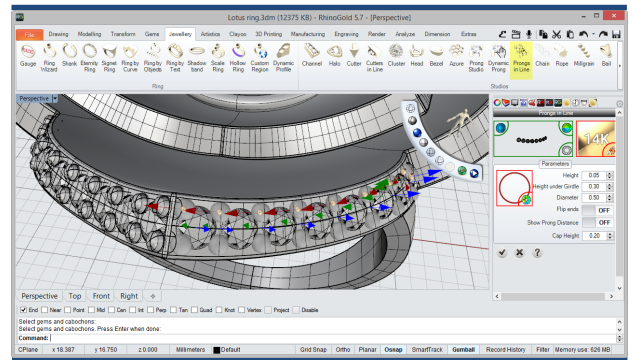 Lotus ring.3dm (12375 KB) - RhinoGold 5.7 - [Perspective]
File Drawing Modelling Transform Gems Jewellery Artistics Clayoo 3D Printing Manufacturing Engraving Render Analyze Dimension Extras
Gauge Ring Wizard Shank Eternity Ring Signet Ring Ring by Curve Ring by Objects Ring by Text Shadow band Scale Ring Hollow Ring Custom Region Dynamic Profile Channel Halo Cutter Cutters in Line Cluster Head Bezel Azure Prong Studio Dynamic Prong Prongs in Line Chain Rope Millgrain Bail
Ring Studios
Perspective
Prongs In Line
14K
Parameters
Height 0.05
Height under Girdle 0.30
Diameter 0.50
Flip ends OFF
Show Prong Distance OFF
Cap Height 0.20
Perspective Top Front Right
End Near Point Mid Cen Int Perp Tan Quad Knot Vertex Project Disable
Select gems and cabochons:
Select gems and cabochons. Press Enter when done:
Command:
CPlane x 18.387 y 16.750 z 0.000 Millimeters Default Grid Snap Ortho Planar Osnap SmartTrack Gumball Record History Filter Memory use: 626 MB